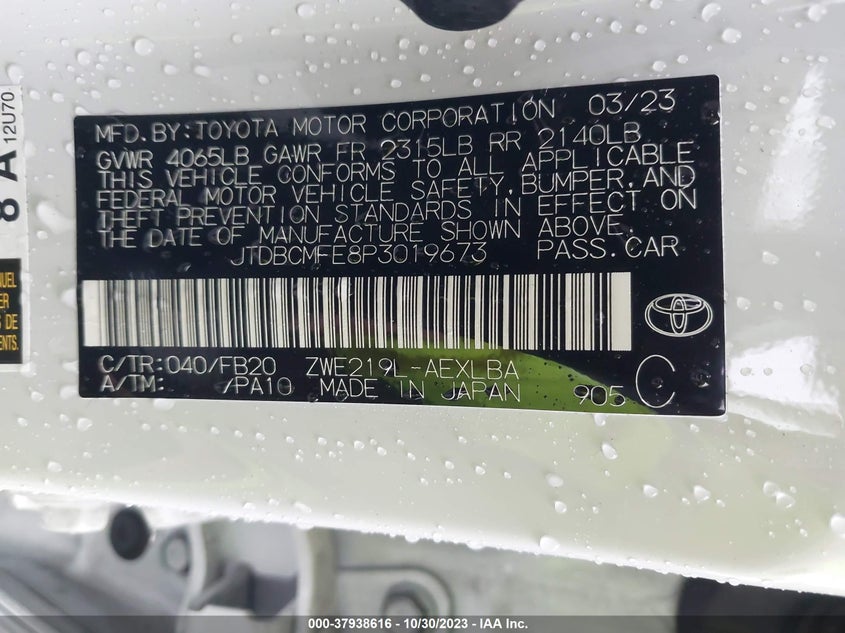 MFD.BY:TOYOTA MOTOR CORPORATION 03/23
GVWR 4065LB GAWR FR 2315LB RR 2140LB
THIS VEHICLE CONFORMS TO ALL APPLICABLE
FEDERAL MOTOR VEHICLE SAFETY,BUMPER,AND
THEFT PREVENTION STANDARDS IN EFFECT ON
THE DATE OF MANUFACTURE SHOWN ABOVE.
JTDBCMFE8P3019673 PASS.CAR
C/TR:040/FB20 ZWE219L-AEXLBA
A/TM: /PA10 MADE IN JAPAN 905 C
8 A
12U70
000-37938616 - 10/30/2023 - IAA Inc.